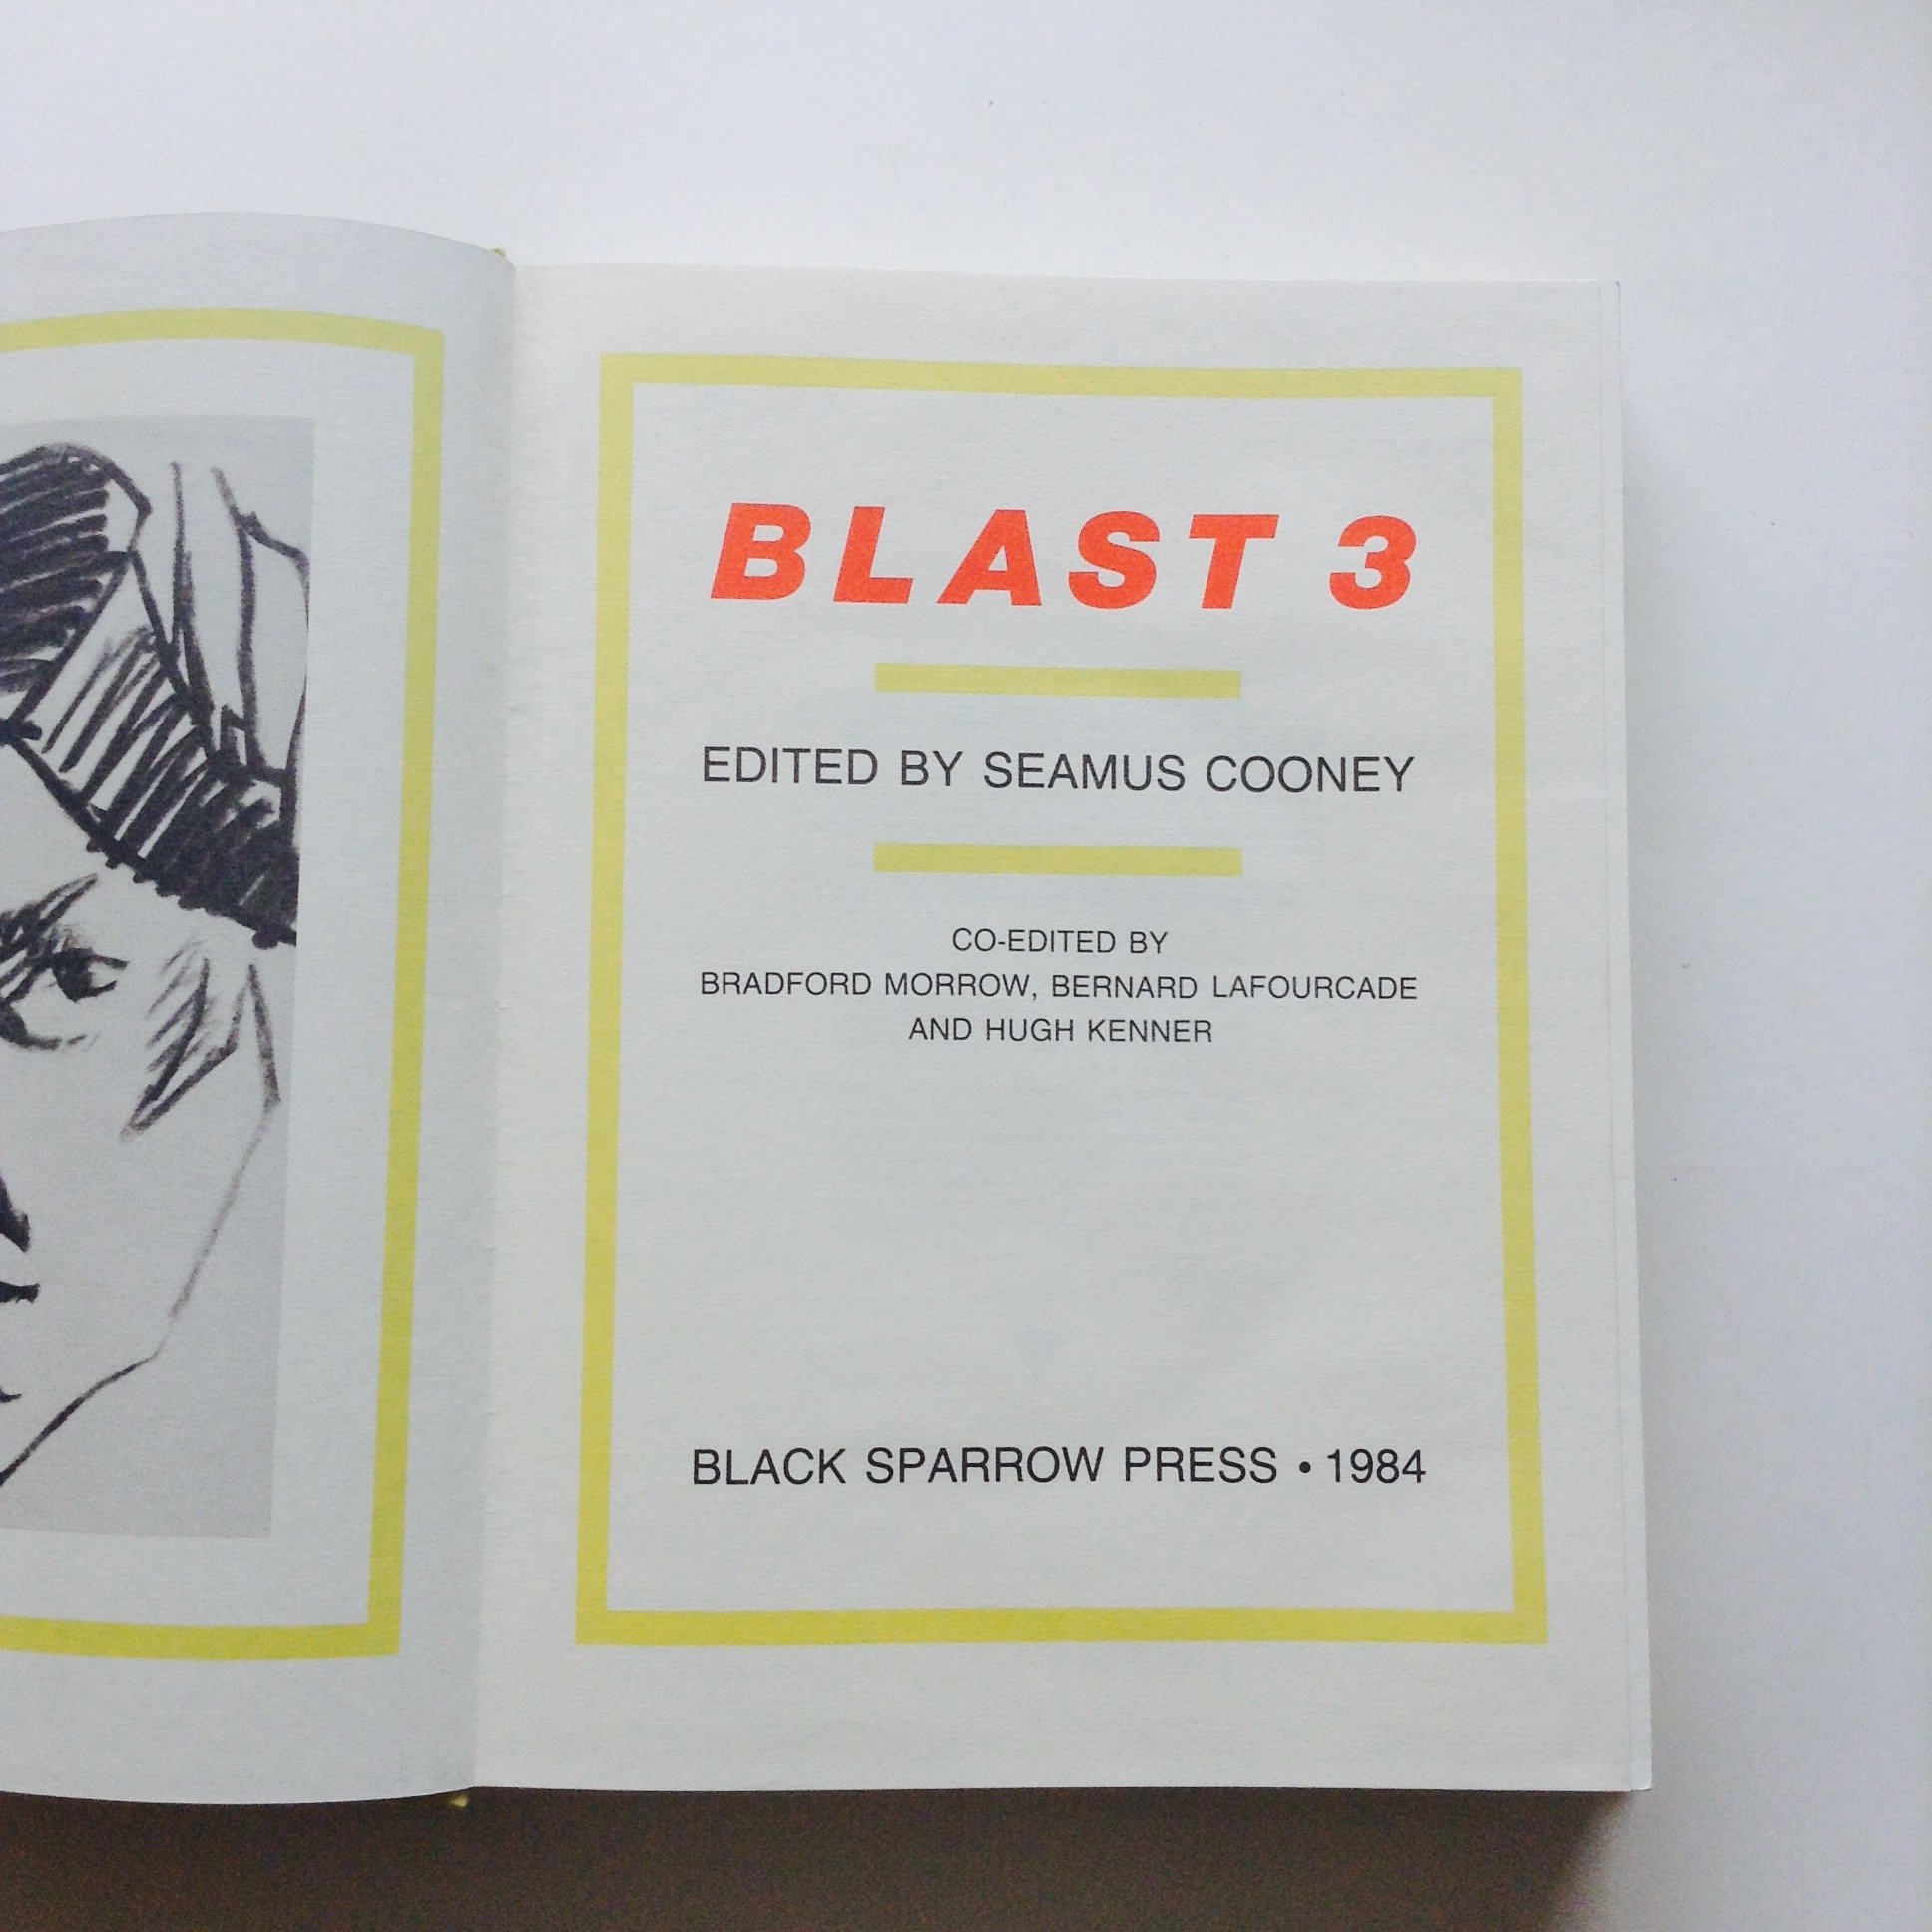 BLAST 3
EDITED BY SEAMUS COONEY
CO-EDITED BY
BRADFORD MORROW, BERNARD LAFOURCADE
AND HUGH KENNER
BLACK SPARROW PRESS • 1984